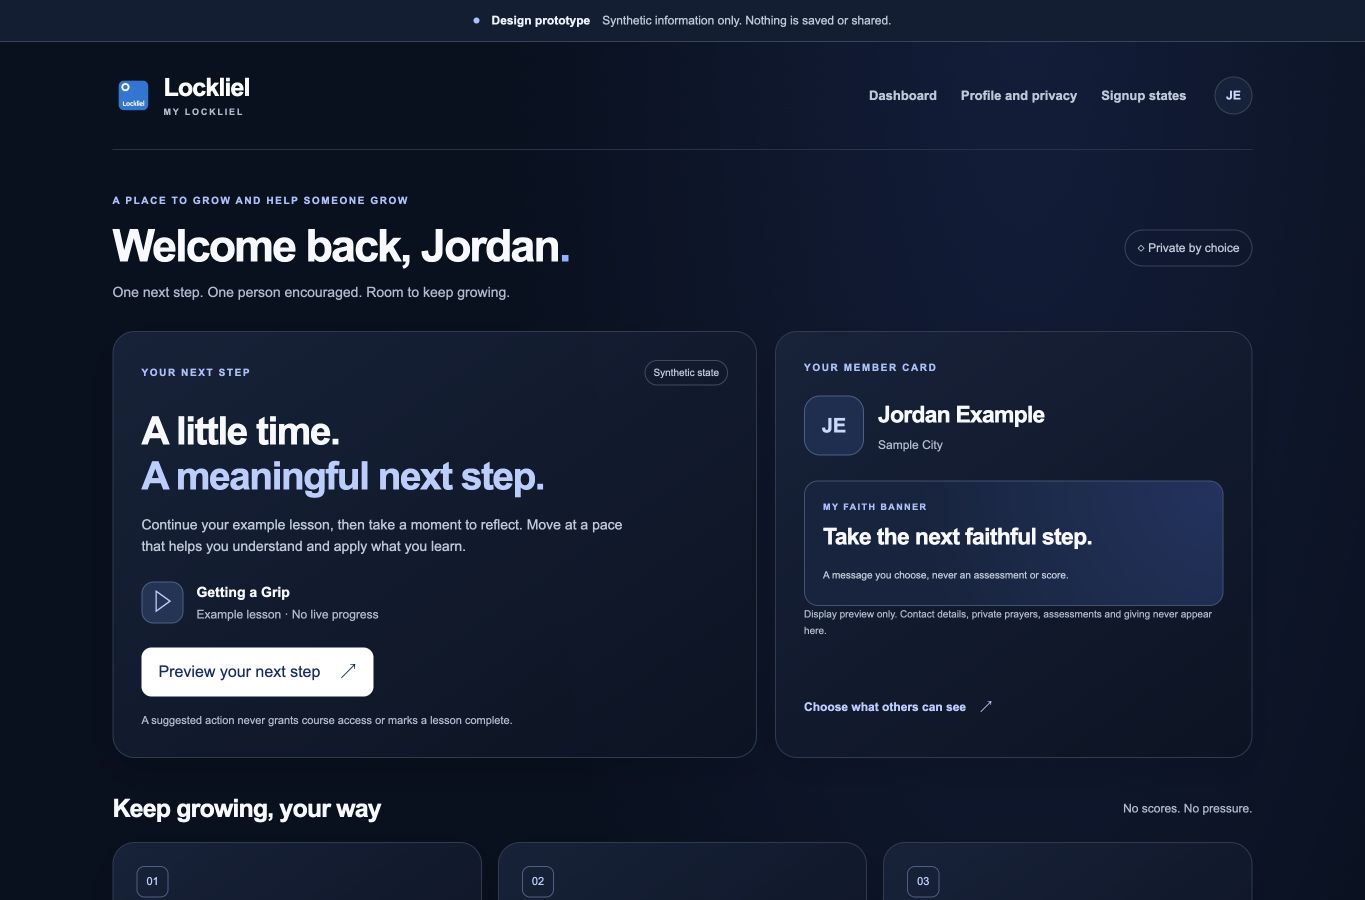 Design prototype Synthetic information only. Nothing is saved or shared.
Lockliel
Lockliel
MY LOCKLIEL
Dashboard
Profile and privacy
Signup states
JE
A PLACE TO GROW AND HELP SOMEONE GROW
Welcome back, Jordan.
One next step. One person encouraged. Room to keep growing.
Private by choice
YOUR NEXT STEP
Synthetic state
A little time.
A meaningful next step.
Continue your example lesson, then take a moment to reflect. Move at a pace
that helps you understand and apply what you learn.
Getting a Grip
Example lesson · No live progress
Preview your next step
A suggested action never grants course access or marks a lesson complete.
YOUR MEMBER CARD
JE
Jordan Example
Sample City
MY FAITH BANNER
Take the next faithful step.
A message you choose, never an assessment or score.
Display preview only. Contact details, private prayers, assessments and giving never appear
here.
Choose what others can see
Keep growing, your way
No scores. No pressure.
01
02
03